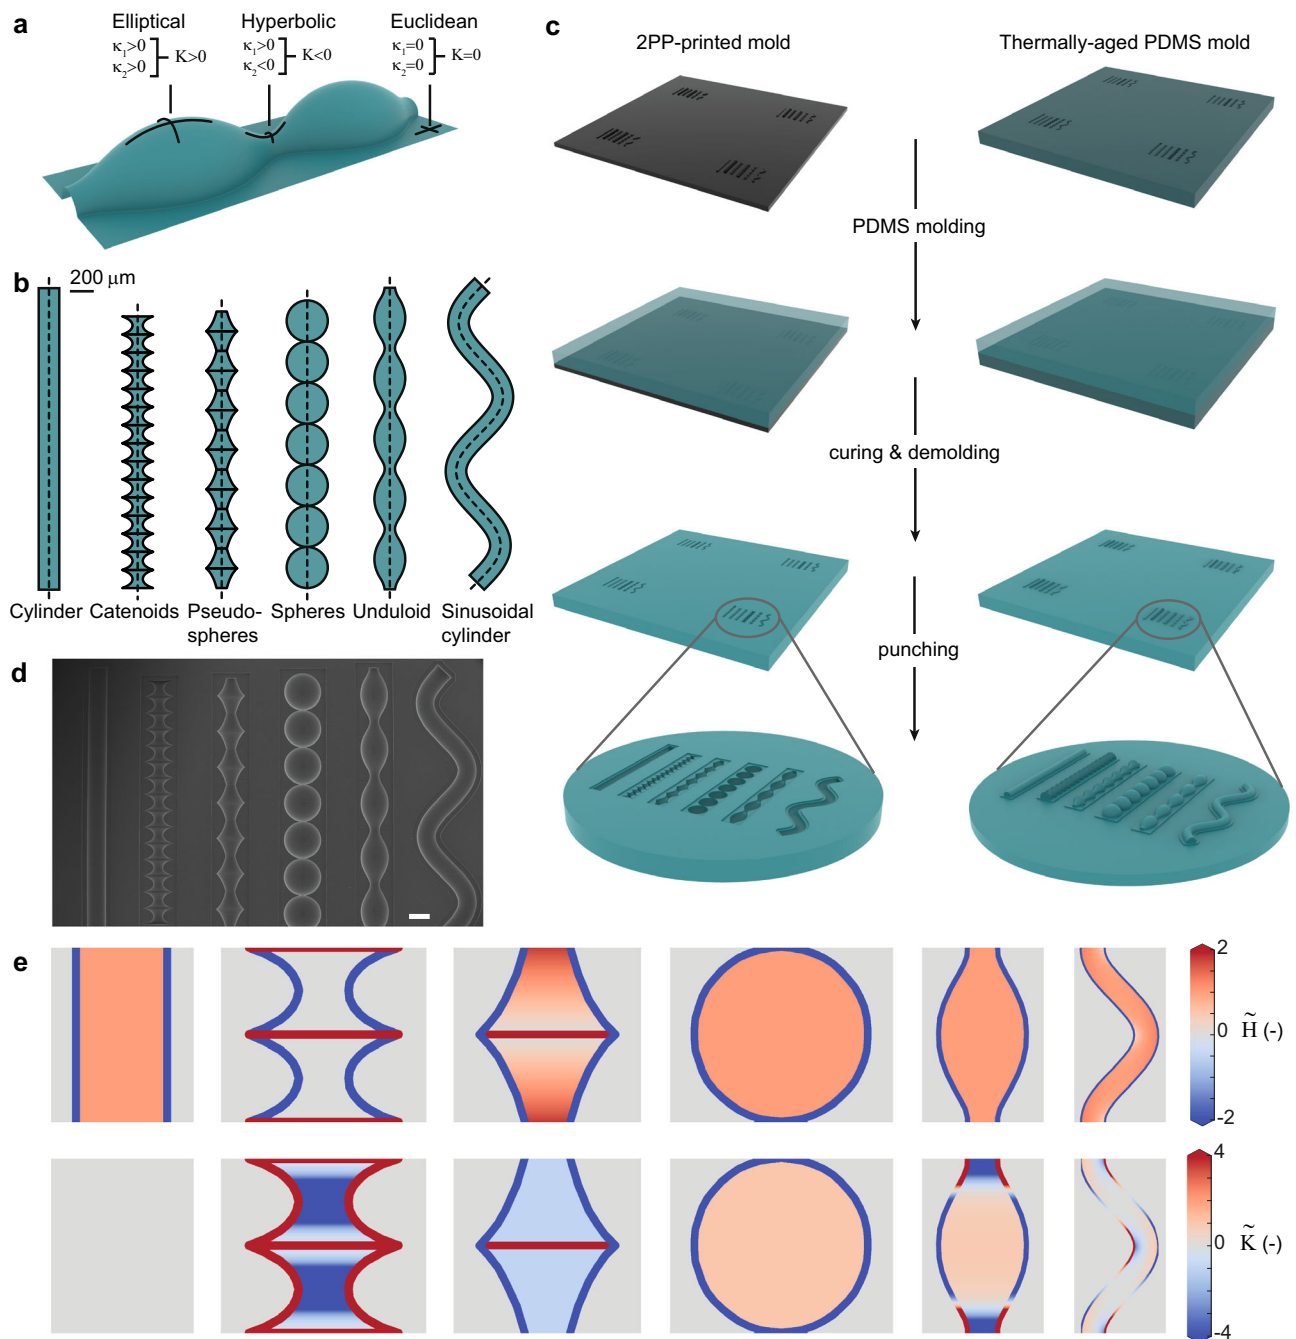 a
Elliptical
κ1>0
κ2>0
K>0
Hyperbolic
κ1>0
κ2<0
K<0
Euclidean
κ1=0
κ2=0
K=0
b
200 μm
Cylinder
Catenoids
Pseudo-
spheres
Spheres
Unduloid
Sinusoidal
cylinder
c
2PP-printed mold
Thermally-aged PDMS mold
PDMS molding
curing & demolding
punching
d
e
2
0
-2
H̃ (-)
4
0
-4
K̃ (-)